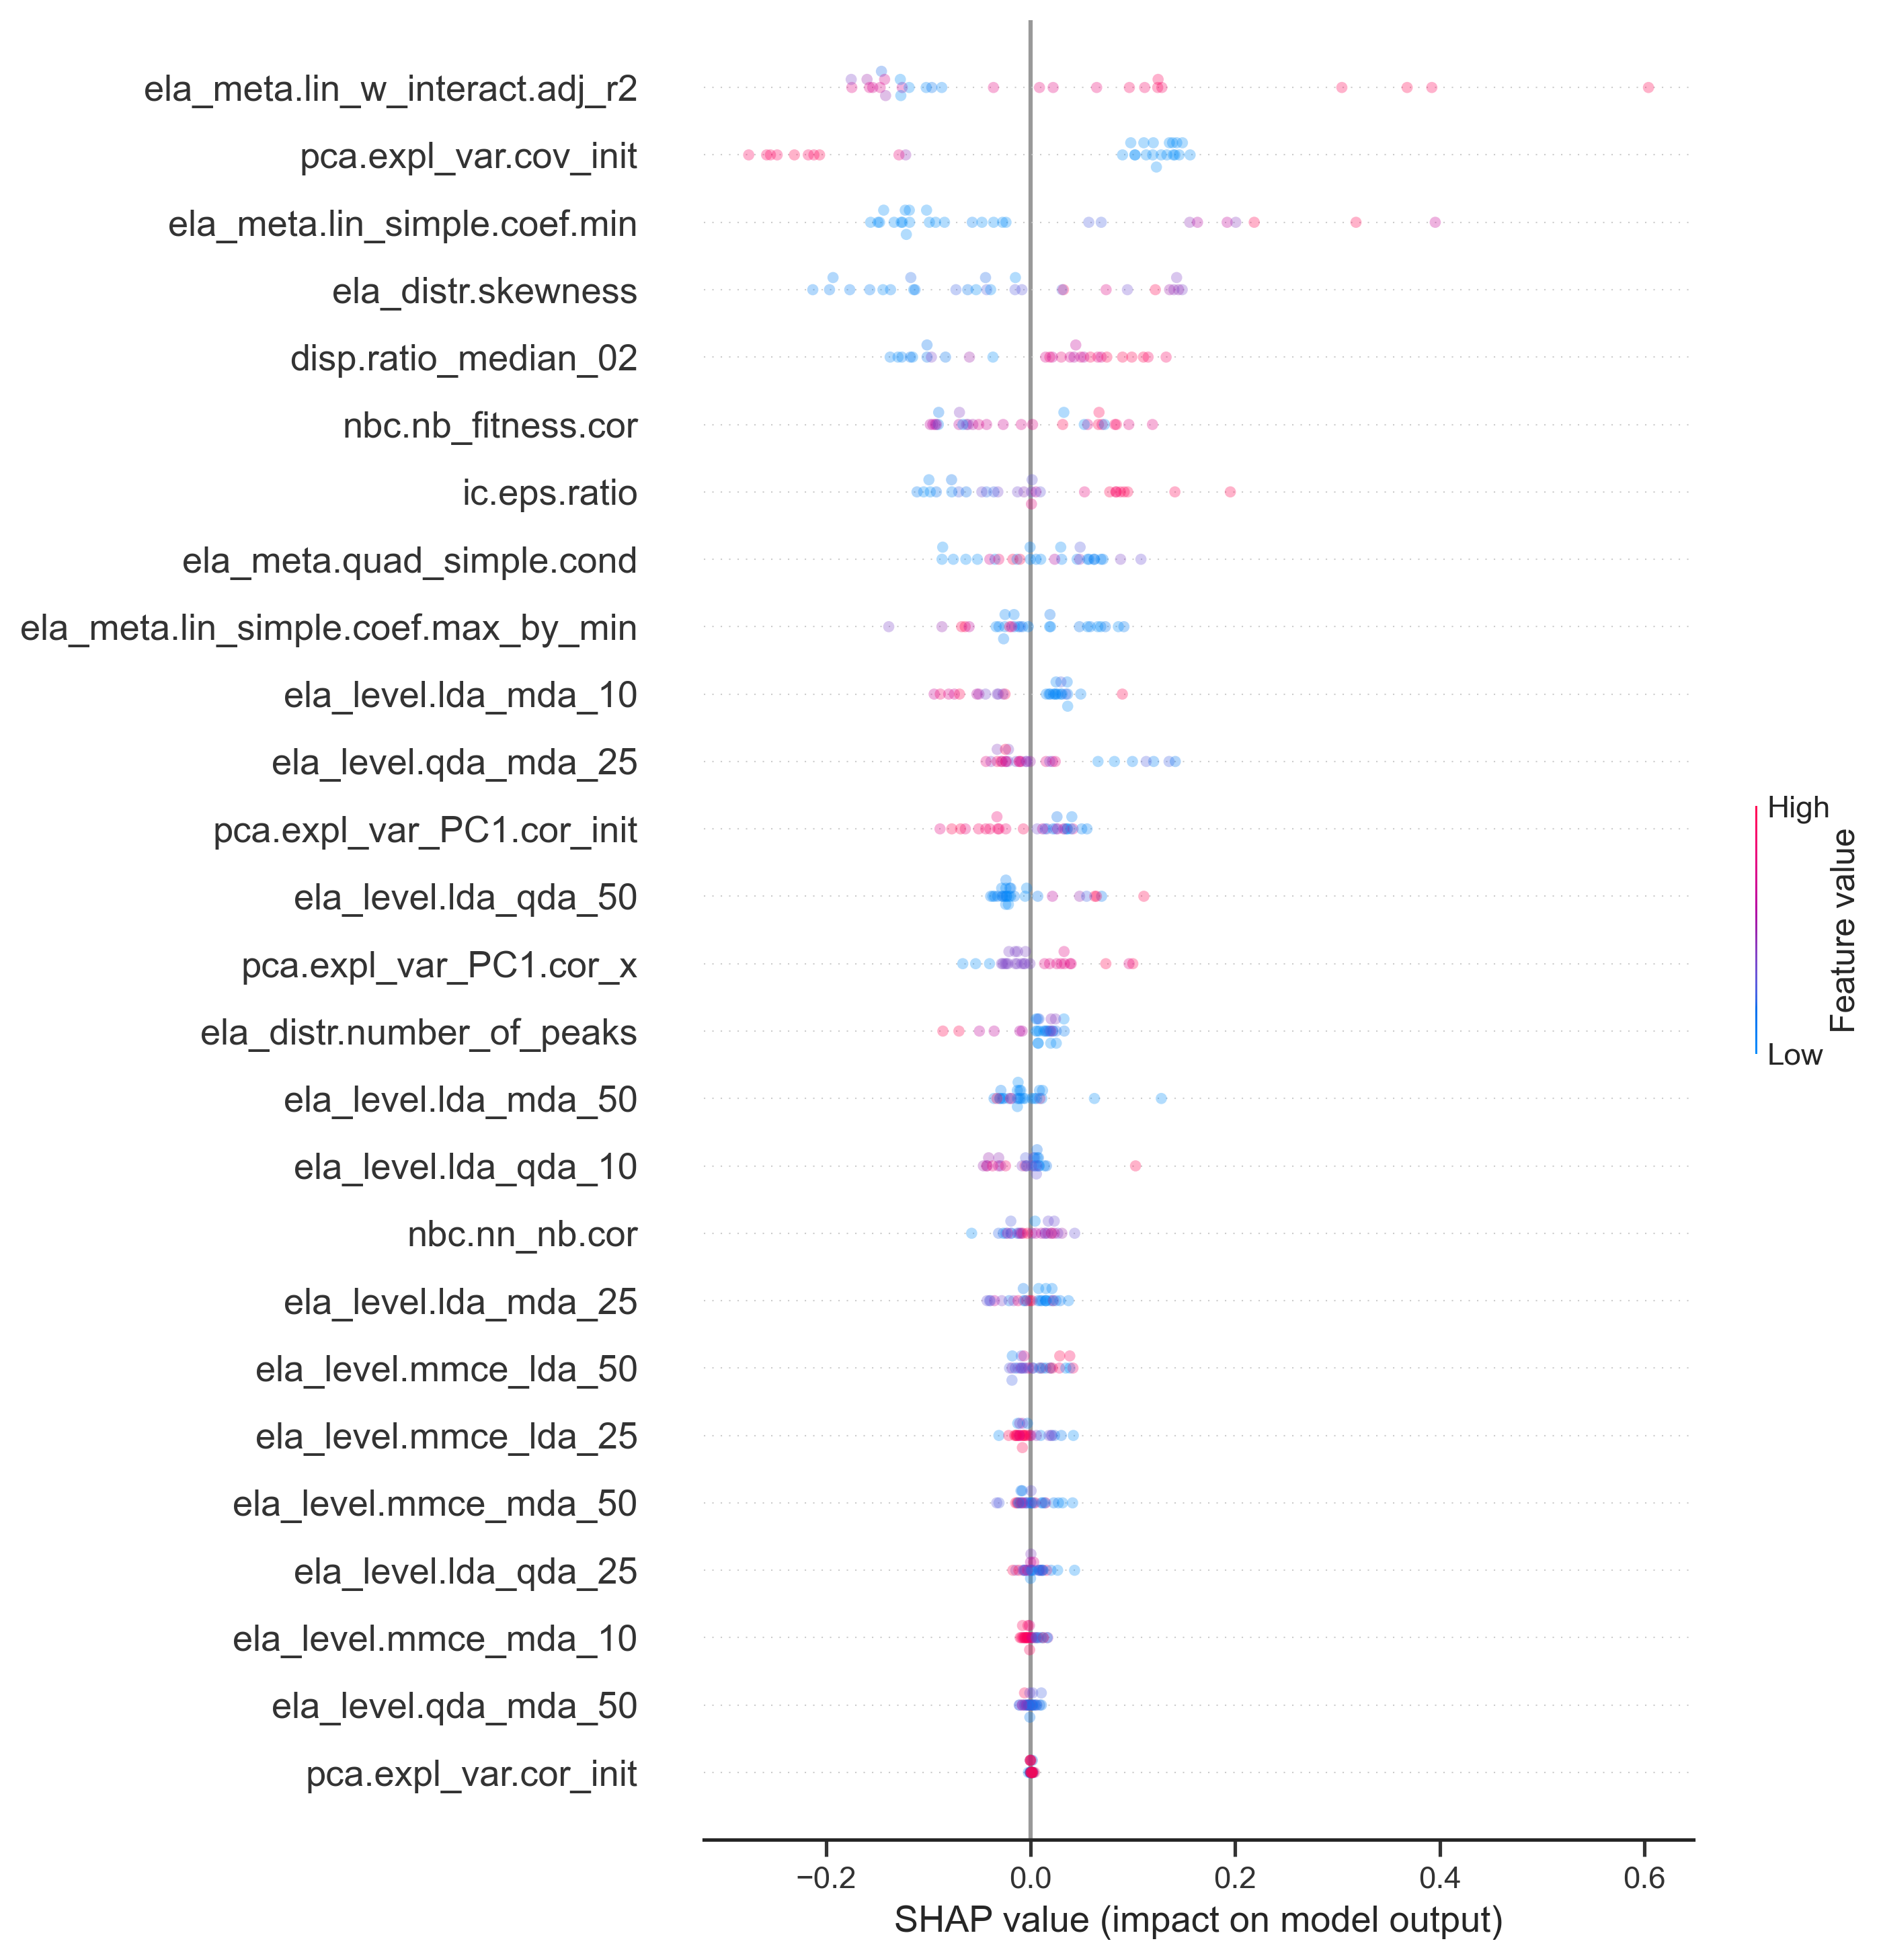 ela_meta.lin_w_interact.adj_r2
pca.expl_var.cov_init
ela_meta.lin_simple.coef.min
ela_distr.skewness
disp.ratio_median_02
nbc.nb_fitness.cor
ic.eps.ratio
ela_meta.quad_simple.cond
ela_meta.lin_simple.coef.max_by_min
ela_level.lda_mda_10
ela_level.qda_mda_25
pca.expl_var_PC1.cor_init
ela_level.lda_qda_50
pca.expl_var_PC1.cor_x
ela_distr.number_of_peaks
ela_level.lda_mda_50
ela_level.lda_qda_10
nbc.nn_nb.cor
ela_level.lda_mda_25
ela_level.mmce_lda_50
ela_level.mmce_lda_25
ela_level.mmce_mda_50
ela_level.lda_qda_25
ela_level.mmce_mda_10
ela_level.qda_mda_50
pca.expl_var.cor_init
−0.2 0.0 0.2 0.4 0.6
SHAP value (impact on model output)
High
Feature value
Low